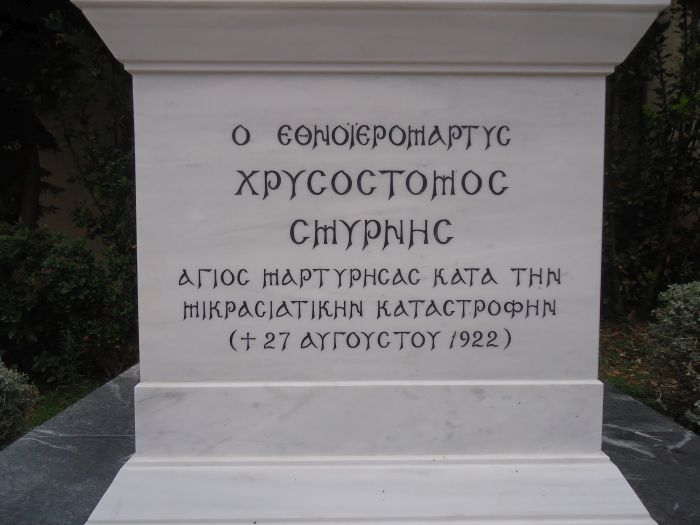 Ο ΕΘΝΟΪΕΡΟΜΑΡΤΥΣ
ΧΡΥΣΟΣΤΟΜΟΣ
ΣΜΥΡΝΗΣ
ΑΓΙΟΣ ΜΑΡΤΥΡΗΣΑΣ ΚΑΤΑ ΤΗΝ
ΜΙΚΡΑΣΙΑΤΙΚΗΝ ΚΑΤΑΣΤΡΟΦΗΝ
(✝ 27 ΑΥΓΟΥΣΤΟΥ 1922)